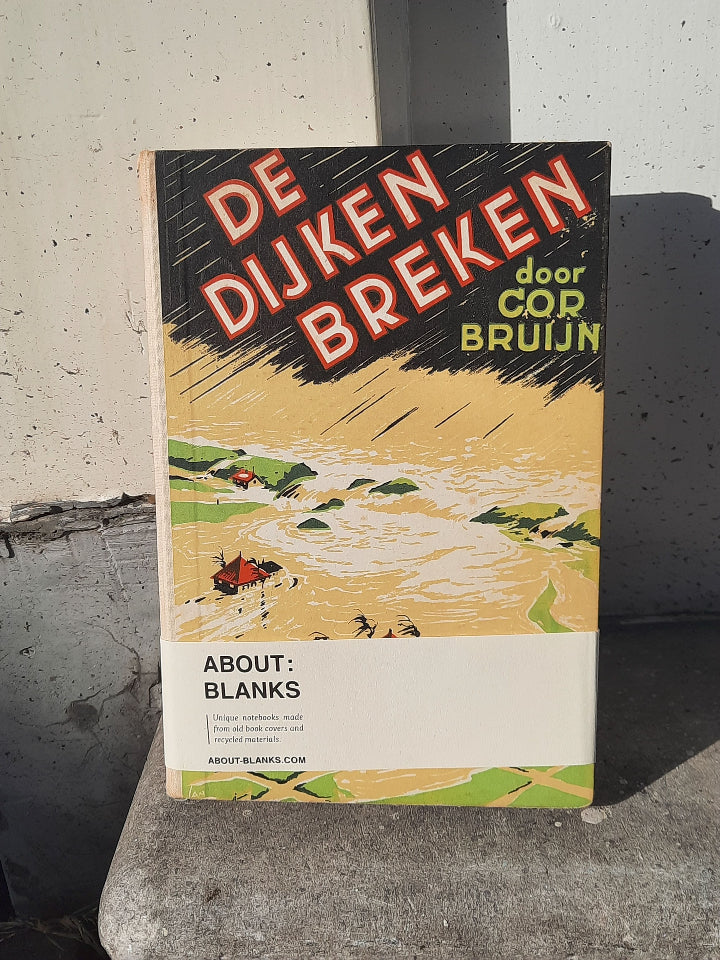 DE
DIJKEN
BREKEN
door
COR
BRUIJN
ABOUT:
BLANKS
Unique notebooks made
from old book covers and
recycled materials.
ABOUT-BLANKS.COM